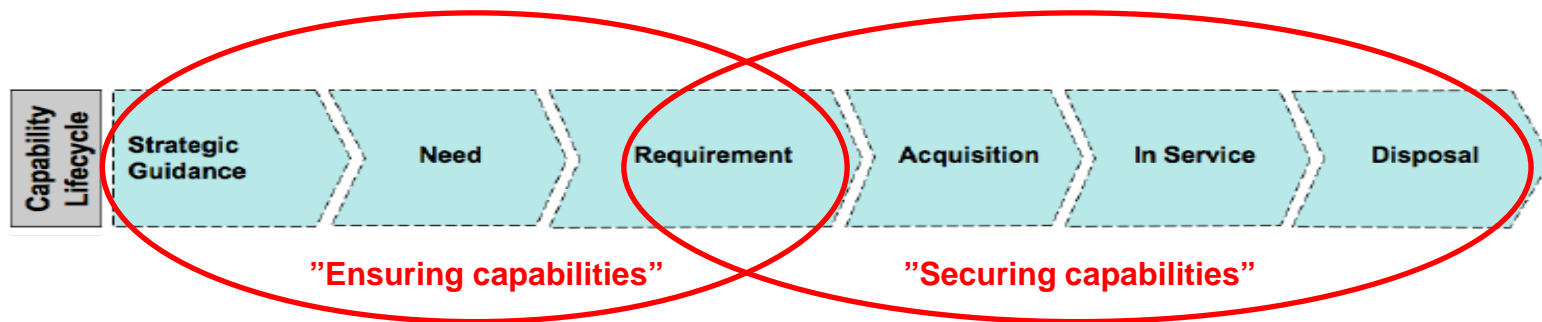 Capability
Lifecycle
Strategic
Guidance
Need
Requirement
Acquisition
In Service
Disposal
”Ensuring capabilities”
”Securing capabilities”